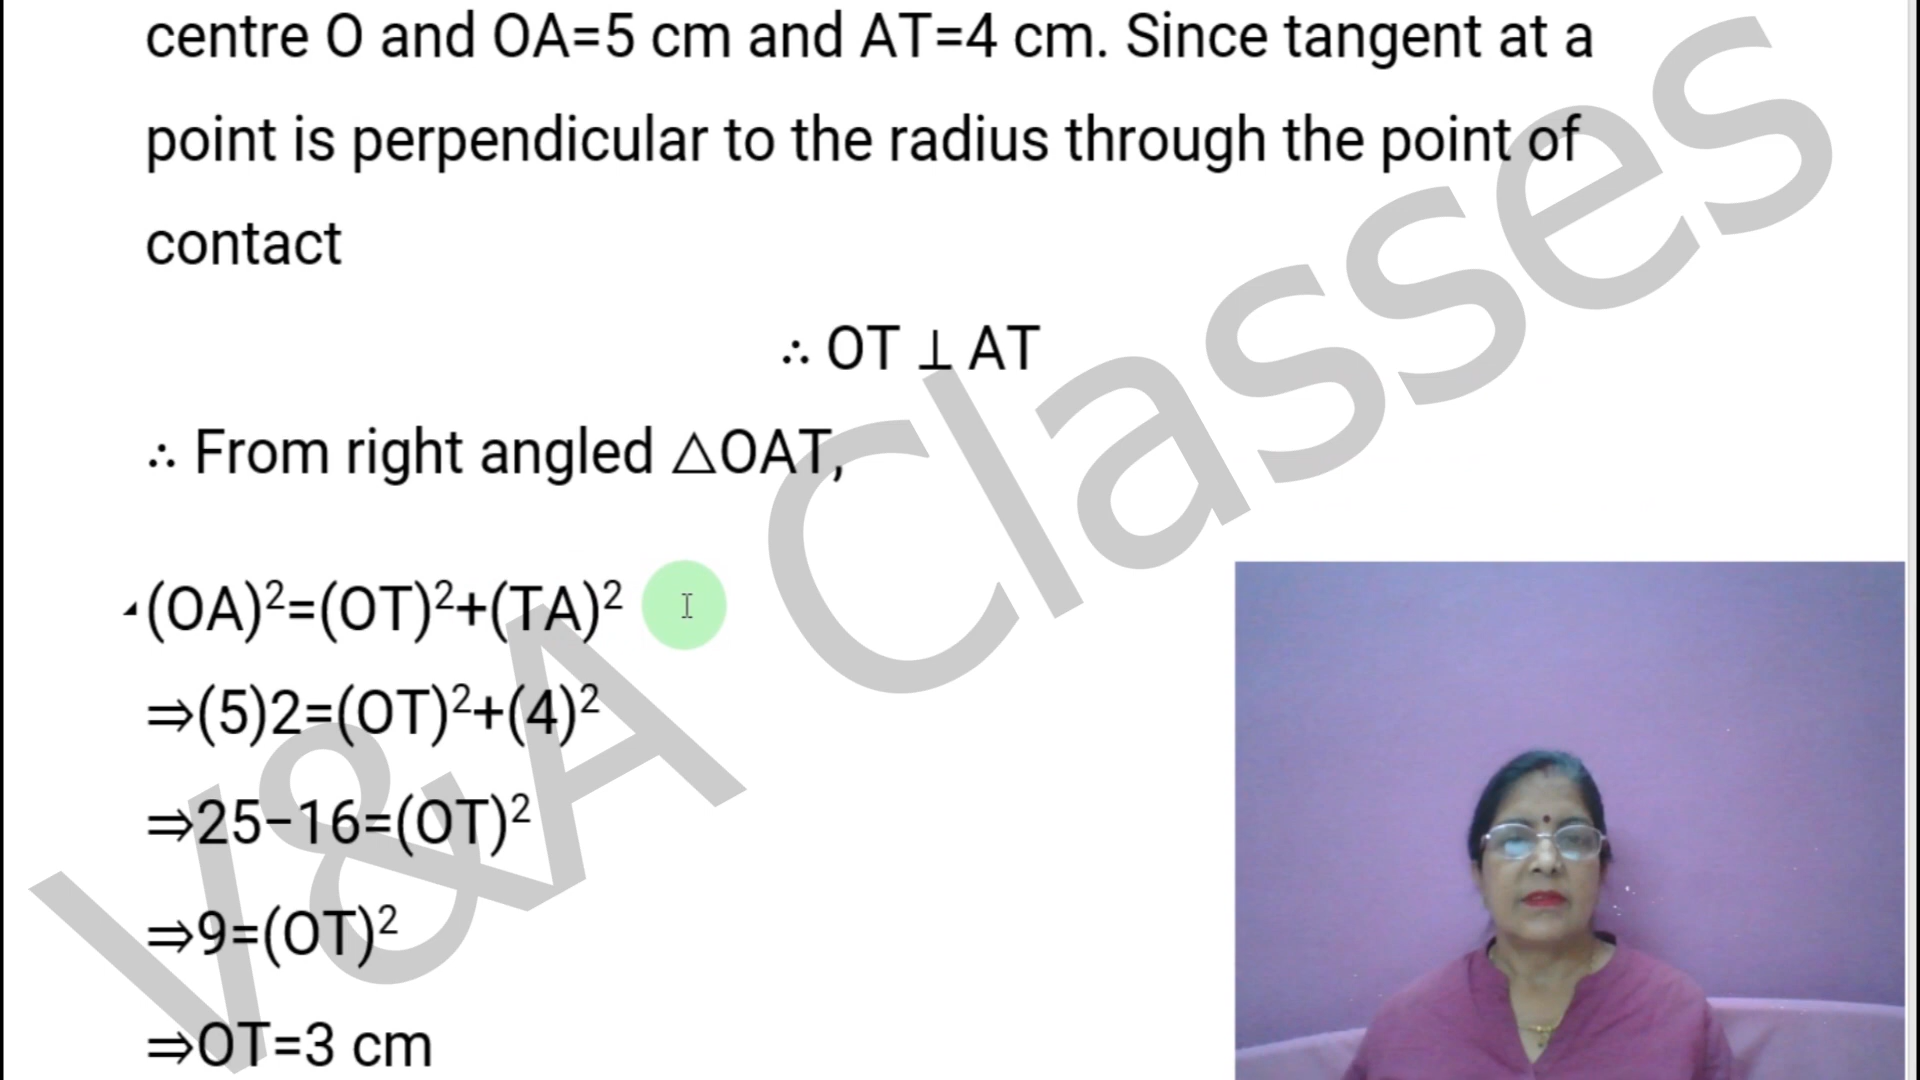 centre O and OA=5 cm and AT=4 cm. Since tangent at a
point is perpendicular to the radius through the point of
contact
∴ OT ⊥ AT
∴ From right angled △OAT,
(OA)²=(OT)²+(TA)²
⇒(5)2=(OT)²+(4)²
⇒25−16=(OT)²
⇒9=(OT)²
⇒OT=3 cm
V&A Classes